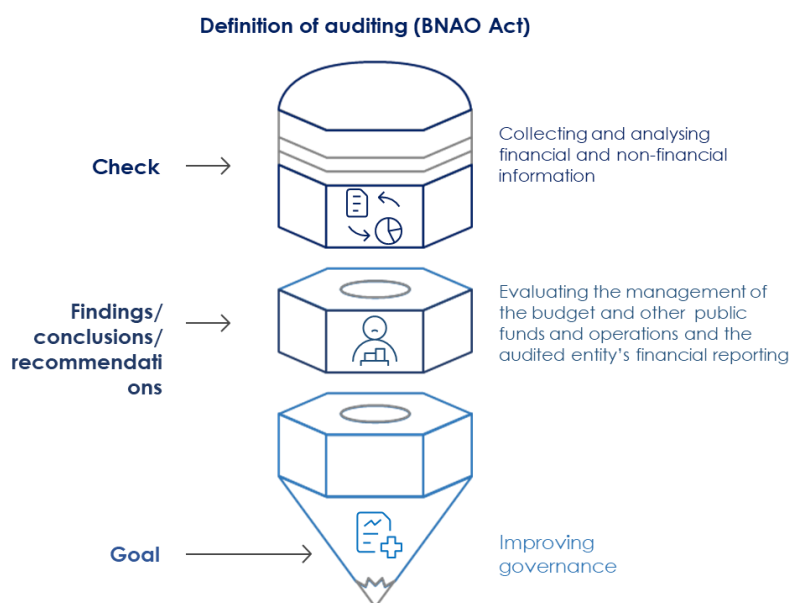 Definition of auditing (BNAO Act)
Check
Collecting and analysing
financial and non-financial
information
Findings/
conclusions/
recommendati
ons
Evaluating the management of
the budget and other public
funds and operations and the
audited entity’s financial reporting
Goal
Improving
governance